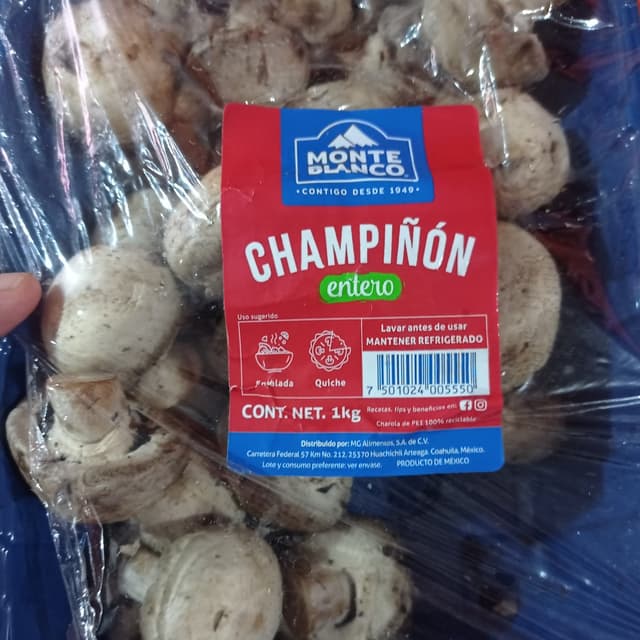 MONTE
BLANCO
• CONTIGO DESDE 1949 •
CHAMPIÑÓN
entero
Uso sugerido
Ensalada
Quiche
Lavar antes de usar
MANTENER REFRIGERADO
7 501024 005550
CONT. NET. 1kg
Recetas, tips y beneficios en:
Charola de PET 100% reciclable
Distribuido por: MG Alimentos, S.A. de C.V.
Carretera Federal 57 Km No. 212, 25370 Huachichil Arteaga. Coahuila, México.
Lote y consumo preferente: ver envase. PRODUCTO DE MÉXICO